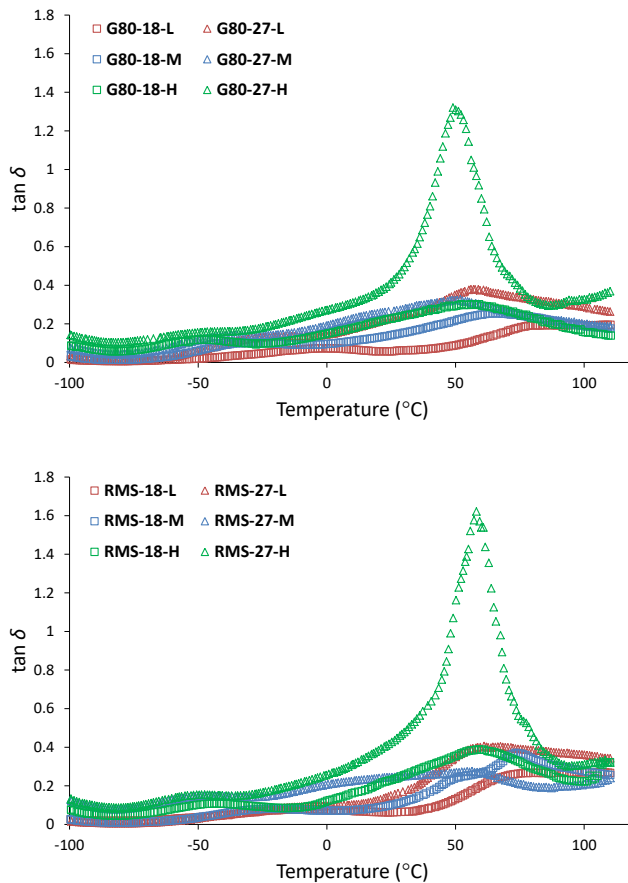 1.8
G80-18-L G80-27-L
1.6
G80-18-M G80-27-M
1.4
G80-18-H G80-27-H
1.2
tan δ
1
0.8
0.6
0.4
0.2
0
-100 -50 0 50 100
Temperature (°C)
1.8
RMS-18-L RMS-27-L
1.6
RMS-18-M RMS-27-M
1.4
RMS-18-H RMS-27-H
1.2
tan δ
1
0.8
0.6
0.4
0.2
0
-100 -50 0 50 100
Temperature (°C)